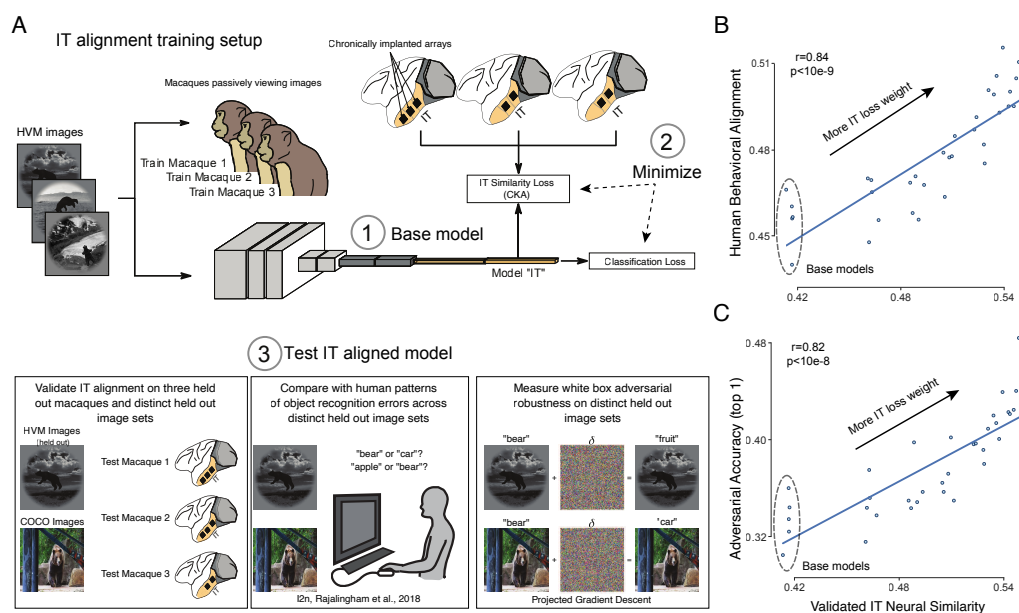 A
IT alignment training setup
Chronically implanted arrays
Macaques passively viewing images
HVM images
IT
IT
IT
Train Macaque 1
Train Macaque 2
Train Macaque 3
2
Minimize
IT Similarity Loss
(CKA)
1 Base model
Model "IT"
Classification Loss
3 Test IT aligned model
Validate IT alignment on three held
out macaques and distinct held out
image sets
HVM Images
(held out)
Test Macaque 1
IT
Test Macaque 2
IT
COCO Images
Test Macaque 3
IT
Compare with human patterns
of object recognition errors across
distinct held out image sets
"bear" or "car"?
"apple" or "bear"?
I2n, Rajalingham et al., 2018
Measure white box adversarial
robustness on distinct held out
image sets
"bear" δ "fruit"
+ =
"bear" δ "car"
+ =
Projected Gradient Descent
B
Human Behavioral Alignment
0.51
0.48
0.45
r=0.84
p<10e-9
More IT loss weight
Base models
0.42 0.48 0.54
C
Adversarial Accuracy (top 1)
0.48
0.40
0.32
r=0.82
p<10e-8
More IT loss weight
Base models
0.42 0.48 0.54
Validated IT Neural Similarity